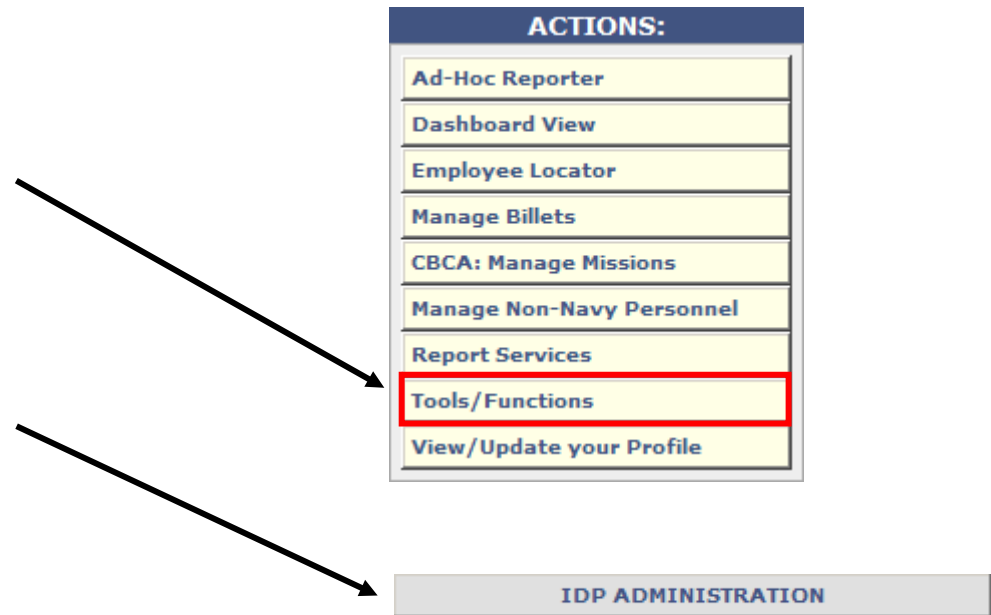 ACTIONS:
Ad-Hoc Reporter
Dashboard View
Employee Locator
Manage Billets
CBCA: Manage Missions
Manage Non-Navy Personnel
Report Services
Tools/Functions
View/Update your Profile
IDP ADMINISTRATION